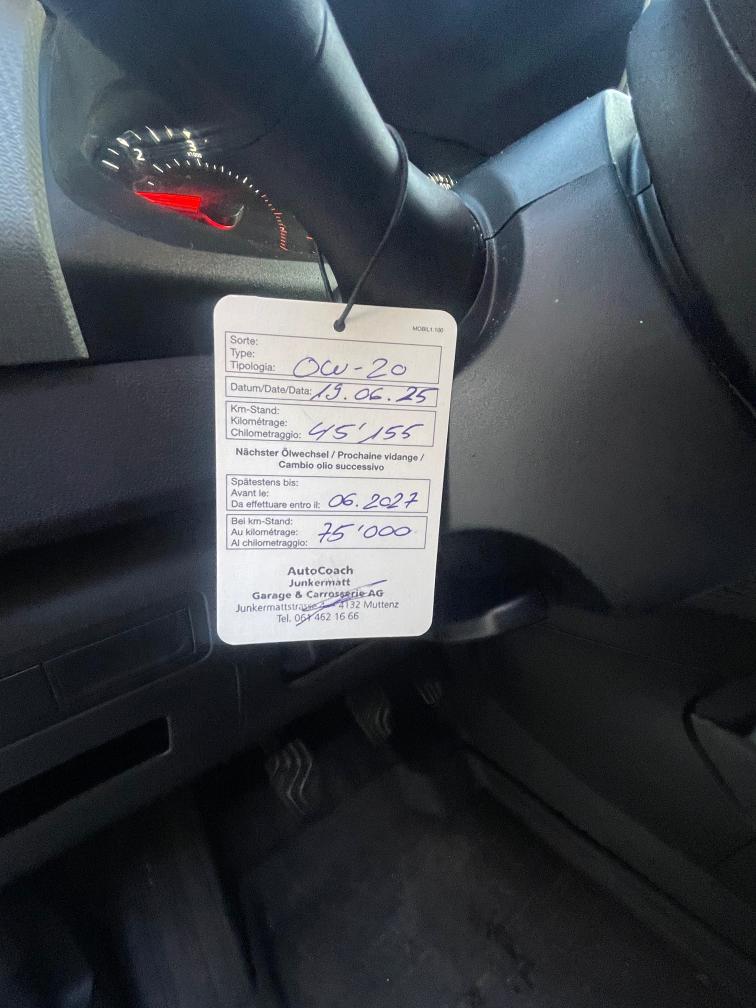 2
3
MOBIL1.100
Sorte:
Type:
Tipologia: OW-20
Datum/Date/Data: 19.06.25
Km-Stand:
Kilométrage:
Chilometraggio: 45'155
Nächster Ölwechsel / Prochaine vidange /
Cambio olio successivo
Spätestens bis:
Avant le:
Da effettuare entro il: 06.2027
Bei km-Stand:
Au kilométrage:
Al chilometraggio: 75'000
AutoCoach
Junkermatt
Garage & Carrosserie AG
Junkermattstrasse 4132 Muttenz
Tel. 061 462 16 66